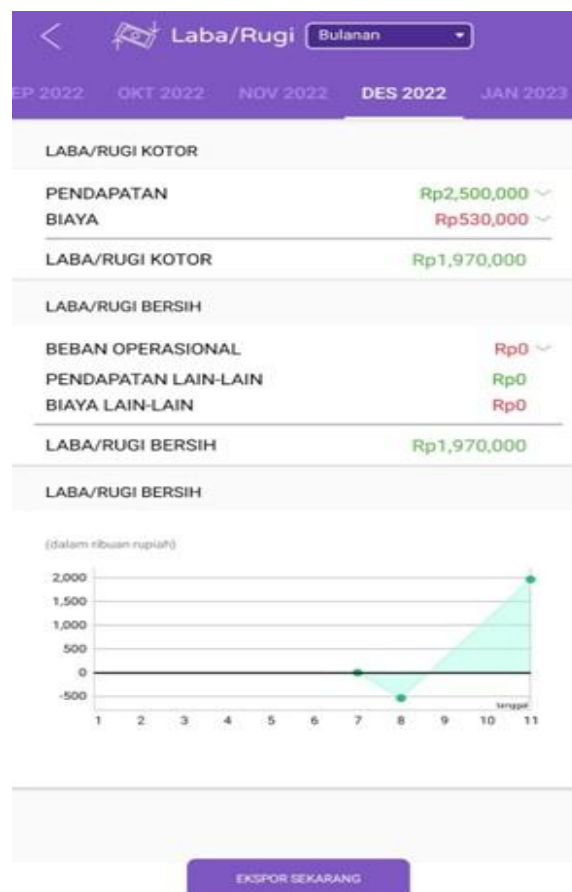 Laba/Rugi Bulanan
EP 2022 OKT 2022 NOV 2022 DES 2022 JAN 2023
LABA/RUGI KOTOR
PENDAPATAN Rp2,500,000
BIAYA Rp530,000
LABA/RUGI KOTOR Rp1,970,000
LABA/RUGI BERSIH
BEBAN OPERASIONAL Rp0
PENDAPATAN LAIN-LAIN Rp0
BIAYA LAIN-LAIN Rp0
LABA/RUGI BERSIH Rp1,970,000
LABA/RUGI BERSIH
(dalam ribuan rupiah)
2,000
1,500
1,000
500
0
-500
tanggal
1 2 3 4 5 6 7 8 9 10 11
EKSPOR SEKARANG